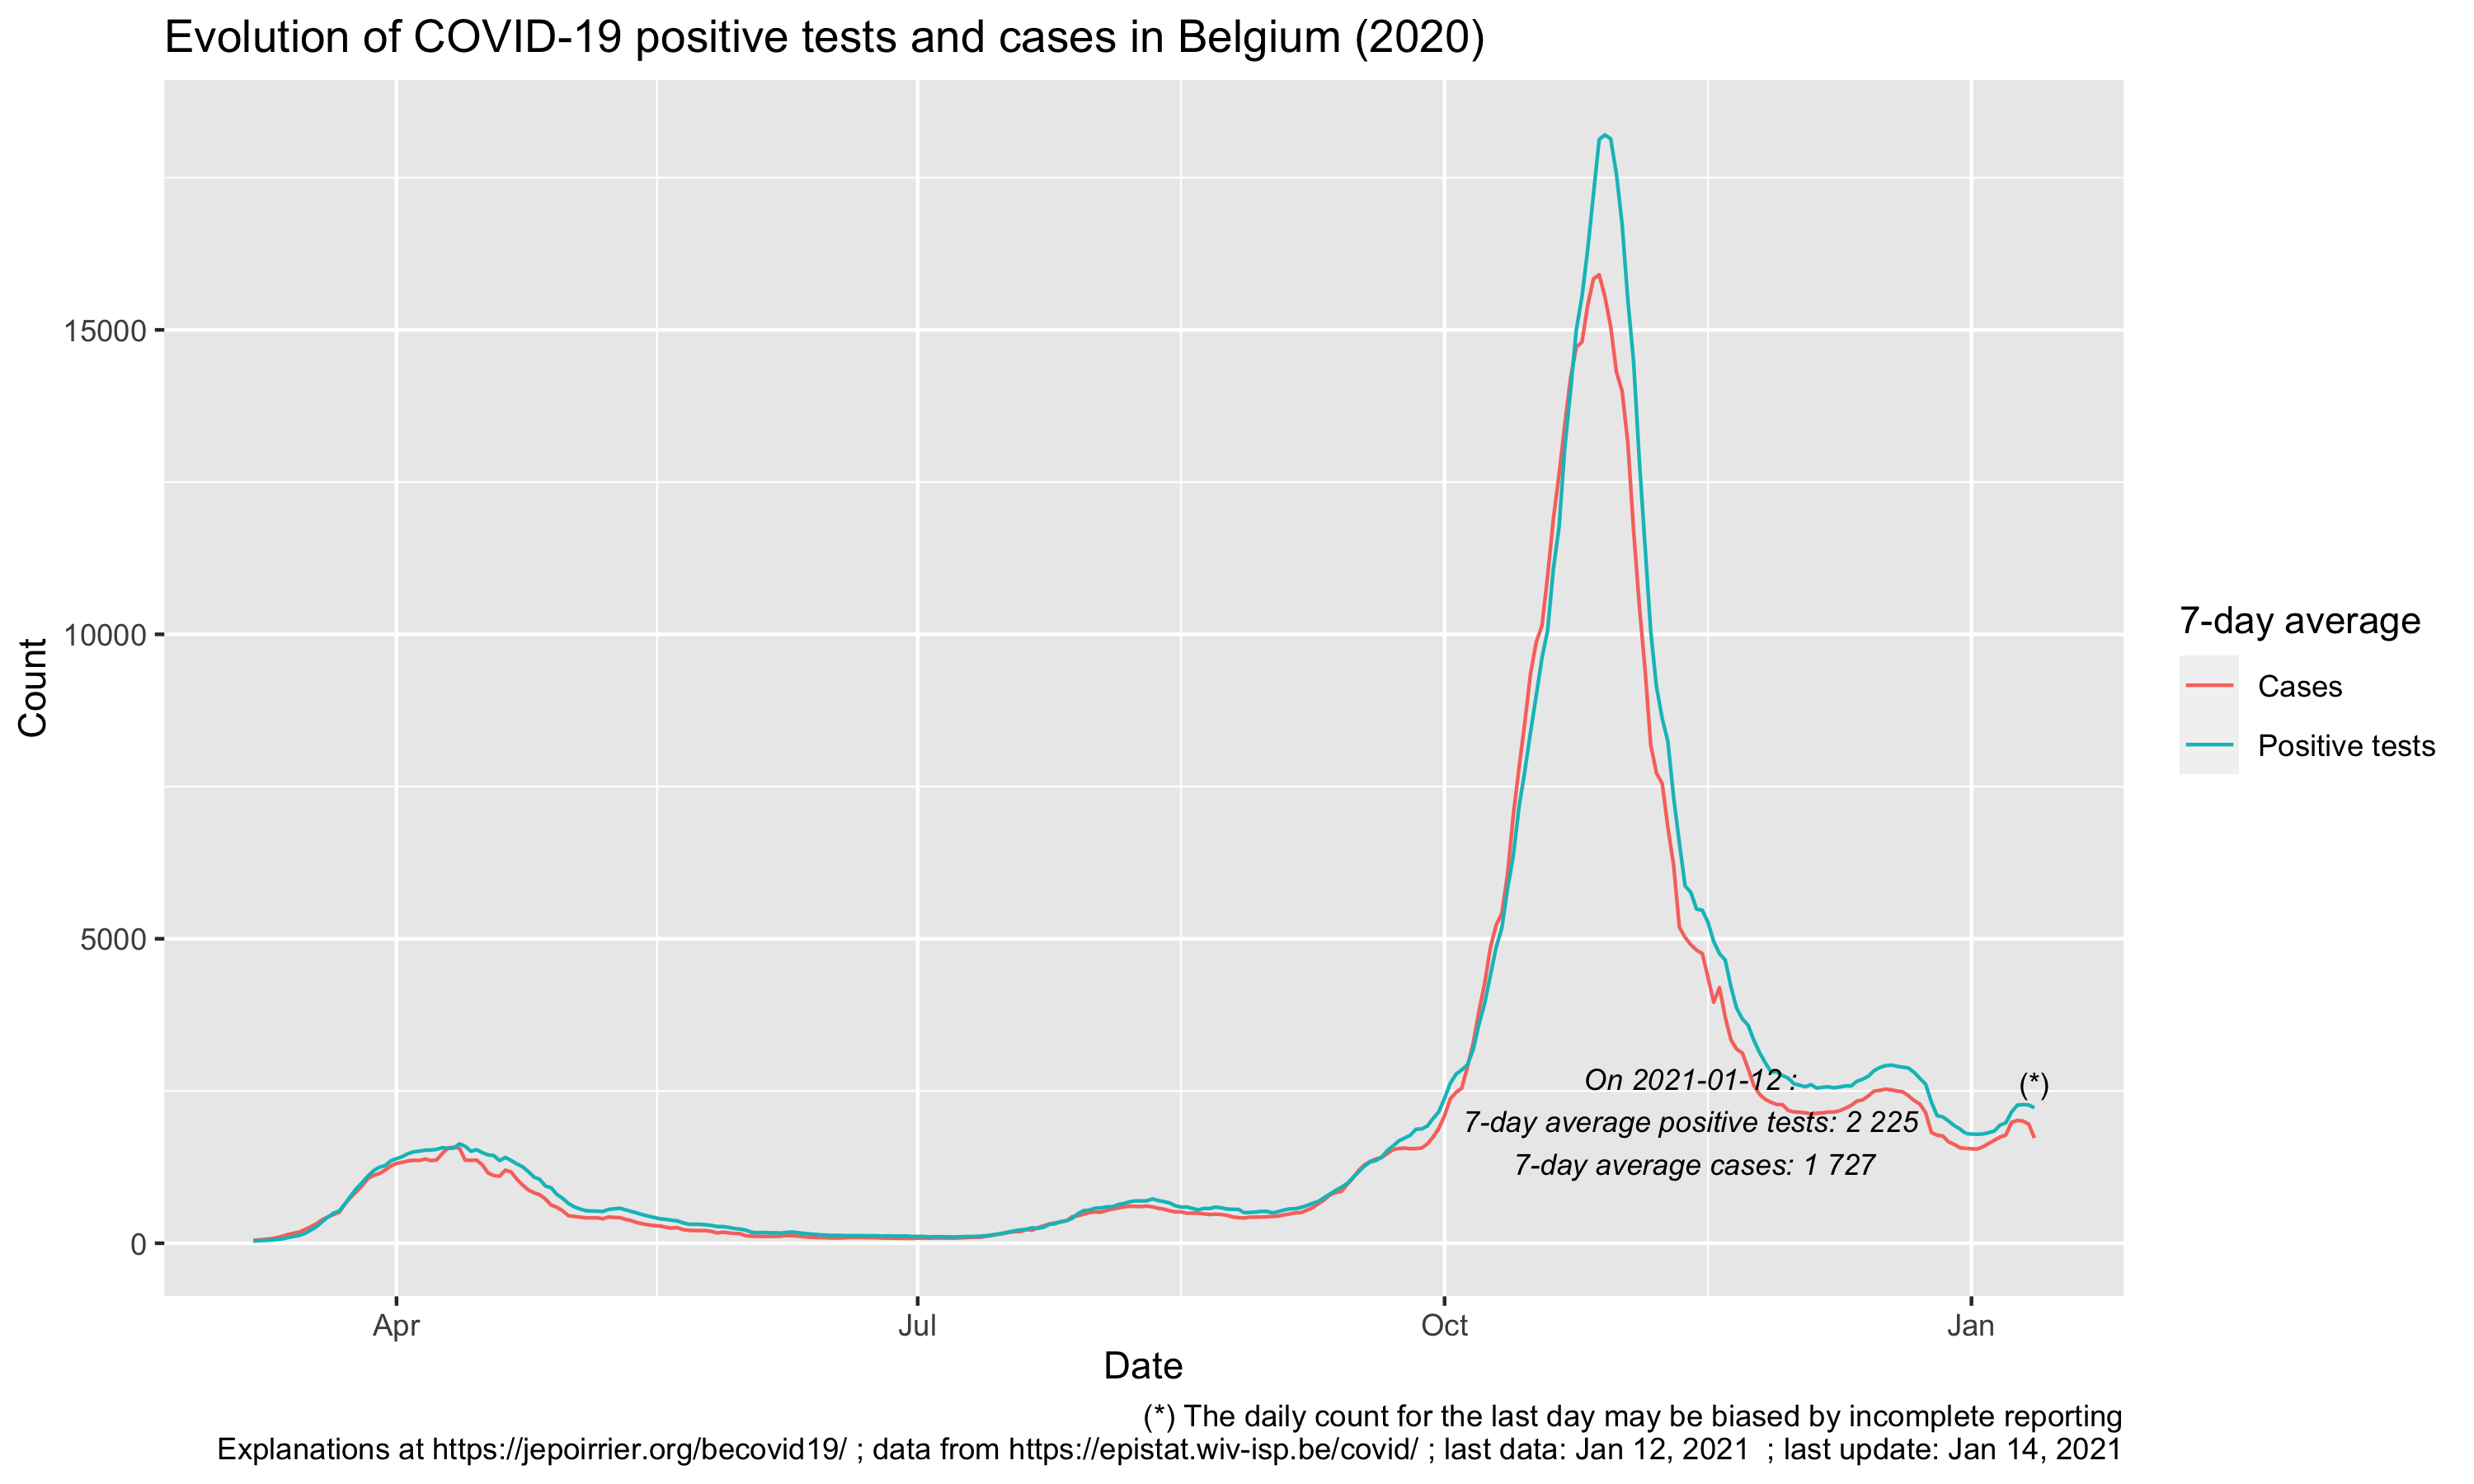 Evolution of COVID-19 positive tests and cases in Belgium (2020)
15000
10000
5000
0
Count
Apr
Jul
Oct
Jan
Date
On 2021-01-12 :
7-day average positive tests: 2 225
7-day average cases: 1 727
(*)
7-day average
Cases
Positive tests
(*) The daily count for the last day may be biased by incomplete reporting
Explanations at https://jepoirrier.org/becovid19/ ; data from https://epistat.wiv-isp.be/covid/ ; last data: Jan 12, 2021  ; last update: Jan 14, 2021